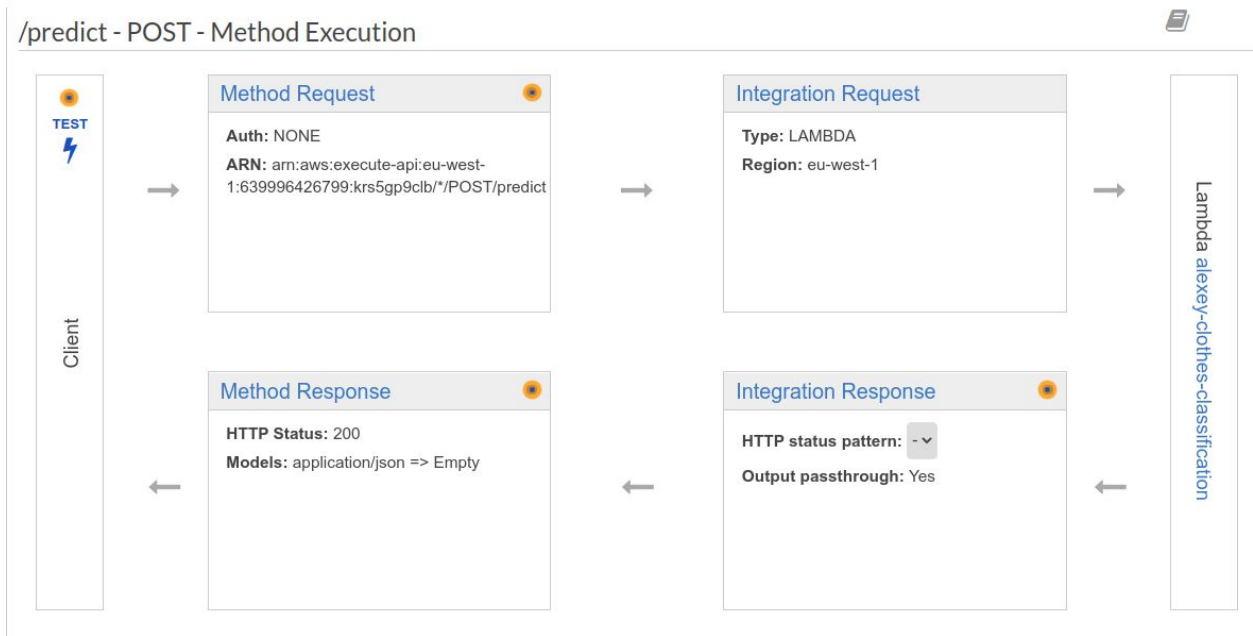 /predict - POST - Method Execution
TEST
Client
Method Request
Auth: NONE
ARN: arn:aws:execute-api:eu-west-
1:639996426799:krs5gp9clb/*/POST/predict
Integration Request
Type: LAMBDA
Region: eu-west-1
Lambda alexey-clothes-classification
Method Response
HTTP Status: 200
Models: application/json => Empty
Integration Response
HTTP status pattern: -
Output passthrough: Yes